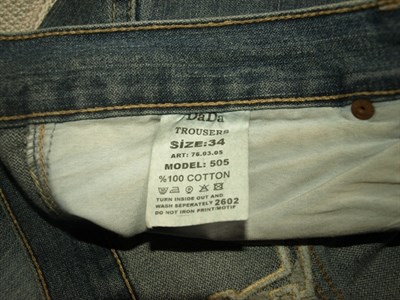 DaDa
TROUSERS
SIZE:34
ART: 76.03.05
MODEL: 505
%100 COTTON
TURN INSIDE OUT AND
WASH SEPERATELY 2602
DO NOT IRON PRINT/MOTIF